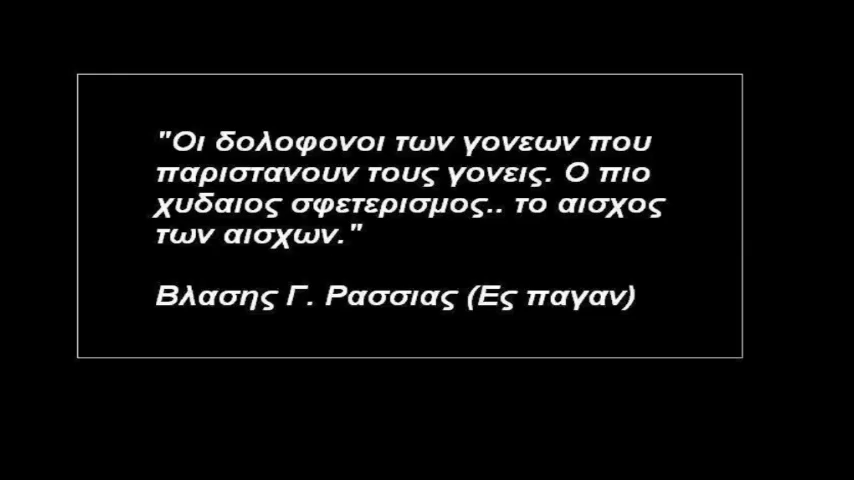 "Οι δολοφονοι των γονεων που
παριστανουν τους γονεις. Ο πιο
χυδαιος σφετερισμος.. το αισχος
των αισχων."
Βλασης Γ. Ρασσιας (Ες παγαν)